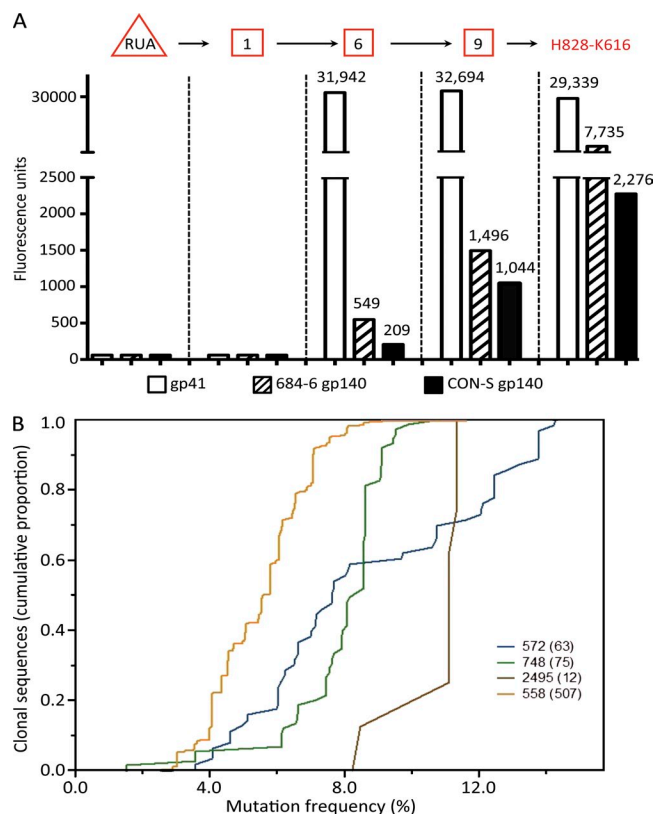 A
RUA 1 6 9 H828-K616
31,942 32,694 29,339
30000
7,735
2500
2,276
2000
Fluorescence units
1500
1,496
1000
1,044
500
549
209
0
gp41 684-6 gp140 CON-S gp140
B
1.0
0.8
0.6
0.4
0.2
0
Clonal sequences (cumulative proportion)
572 (63)
748 (75)
2495 (12)
558 (507)
0.0 4.0 8.0 12.0
Mutation frequency (%)